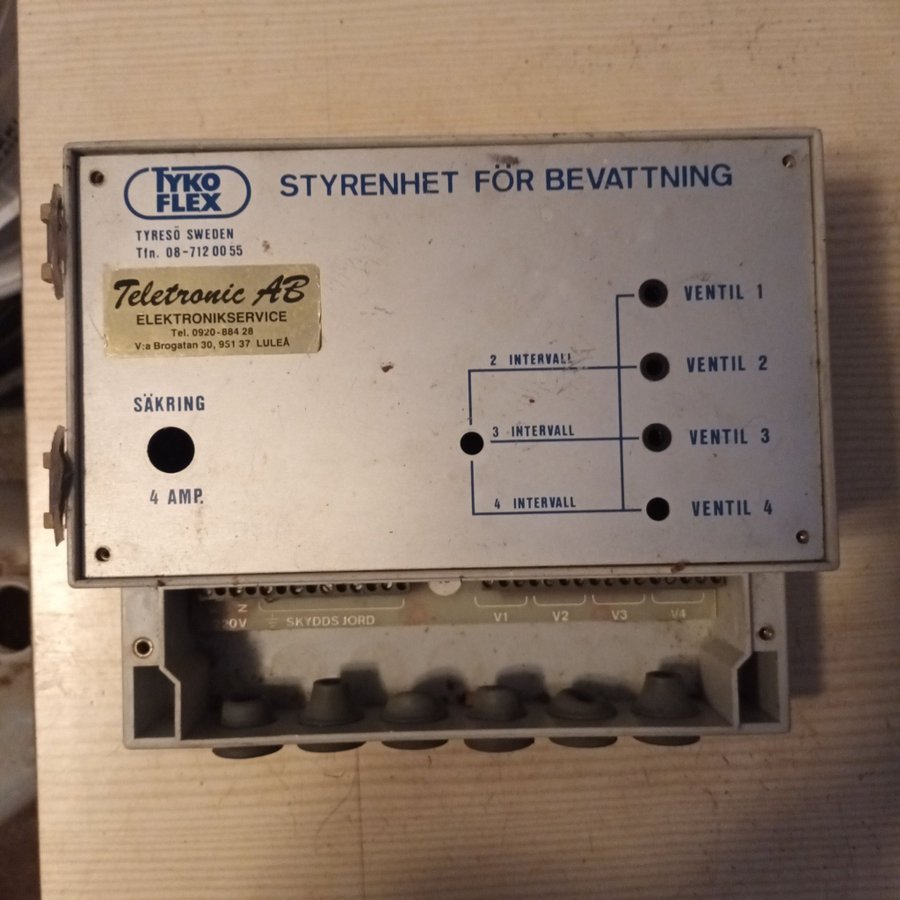 TYKO
FLEX
STYRENHET FÖR BEVATTNING
TYRESÖ SWEDEN
Tfn. 08-712 00 55
Teletronic AB
ELEKTRONIKSERVICE
Tel. 0920-884 28
V:a Brogatan 30, 951 37 LULEÅ
SÄKRING
4 AMP.
VENTIL 1
2 INTERVALL
VENTIL 2
3 INTERVALL
VENTIL 3
4 INTERVALL
VENTIL 4
N
220V
SKYDDSJORD
V1 V2 V3 V4